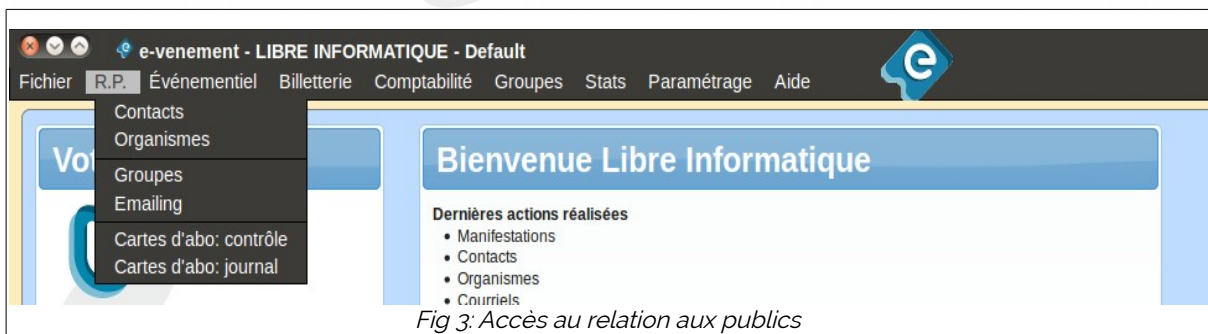 e-venement - LIBRE INFORMATIQUE - Default
Fichier R.P. Événementiel Billetterie Comptabilité Groupes Stats Paramétrage Aide
Contacts
Organismes
Groupes
Emailing
Cartes d'abo: contrôle
Cartes d'abo: journal
Bienvenue Libre Informatique
Dernières actions réalisées
• Manifestations
• Contacts
• Organismes
• Courriels
Fig 3: Accès au relation aux publics